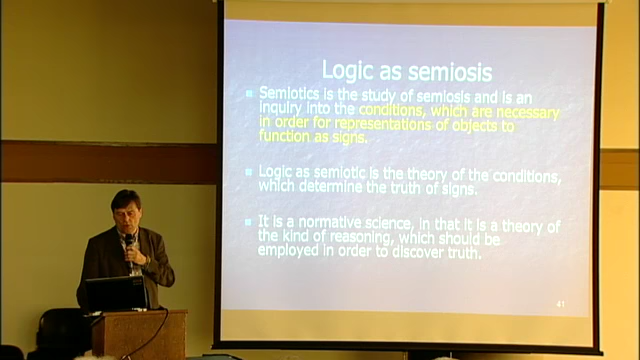 Logic as semiosis
Semiotics is the study of semiosis and is an
inquiry into the conditions, which are necessary
in order for representations of objects to
function as signs.
Logic as semiotic is the theory of the conditions,
which determine the truth of signs.
It is a normative science, in that it is a theory of
the kind of reasoning, which should be
employed in order to discover truth.
41